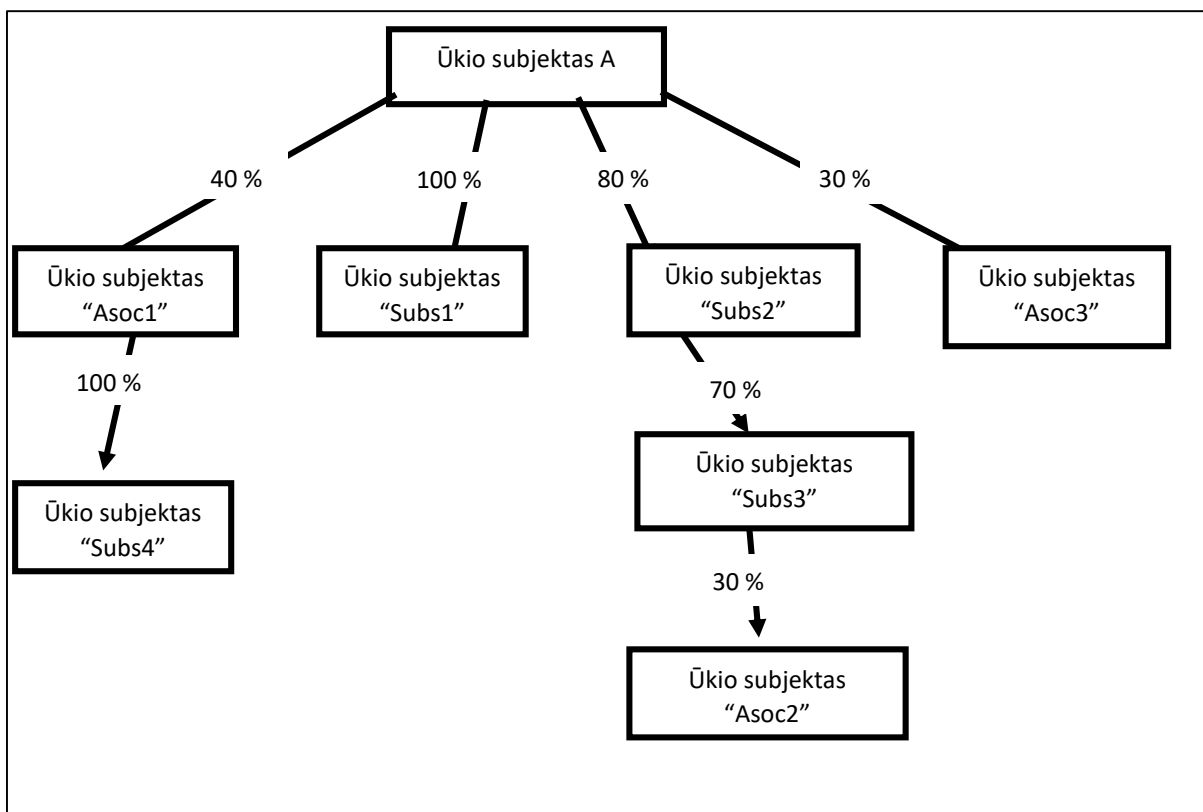 Ūkio subjektas A
40 %
100 %
80 %
30 %
Ūkio subjektas
“Asoc1”
Ūkio subjektas
“Subs1”
Ūkio subjektas
“Subs2”
Ūkio subjektas
“Asoc3”
100 %
70 %
Ūkio subjektas
“Subs4”
Ūkio subjektas
“Subs3”
30 %
Ūkio subjektas
“Asoc2”